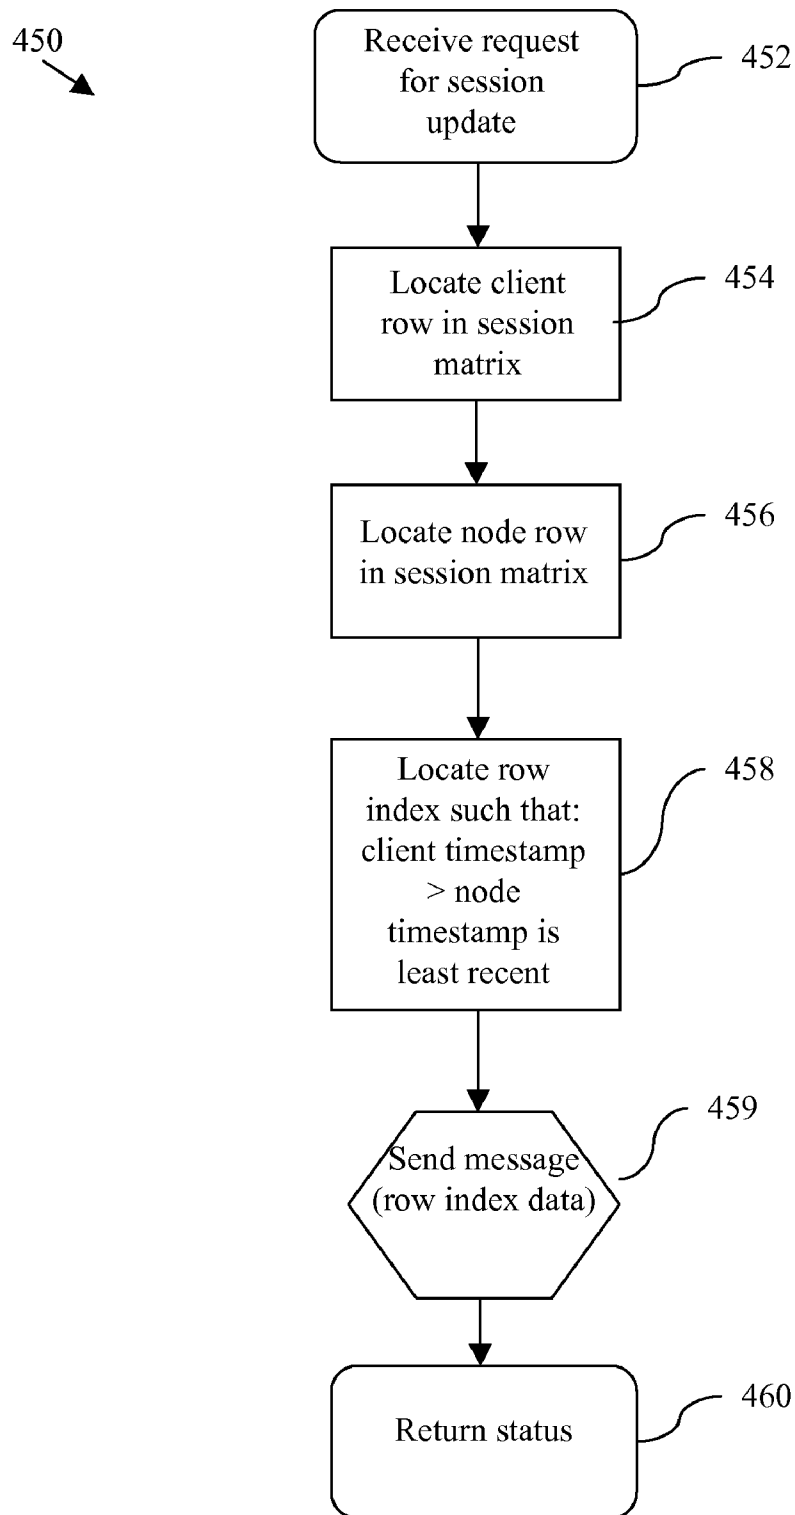 450
Receive request
for session
update
452
Locate client
row in session
matrix
454
Locate node row
in session matrix
456
Locate row
index such that:
client timestamp
> node
timestamp is
least recent
458
Send message
(row index data)
459
Return status
460